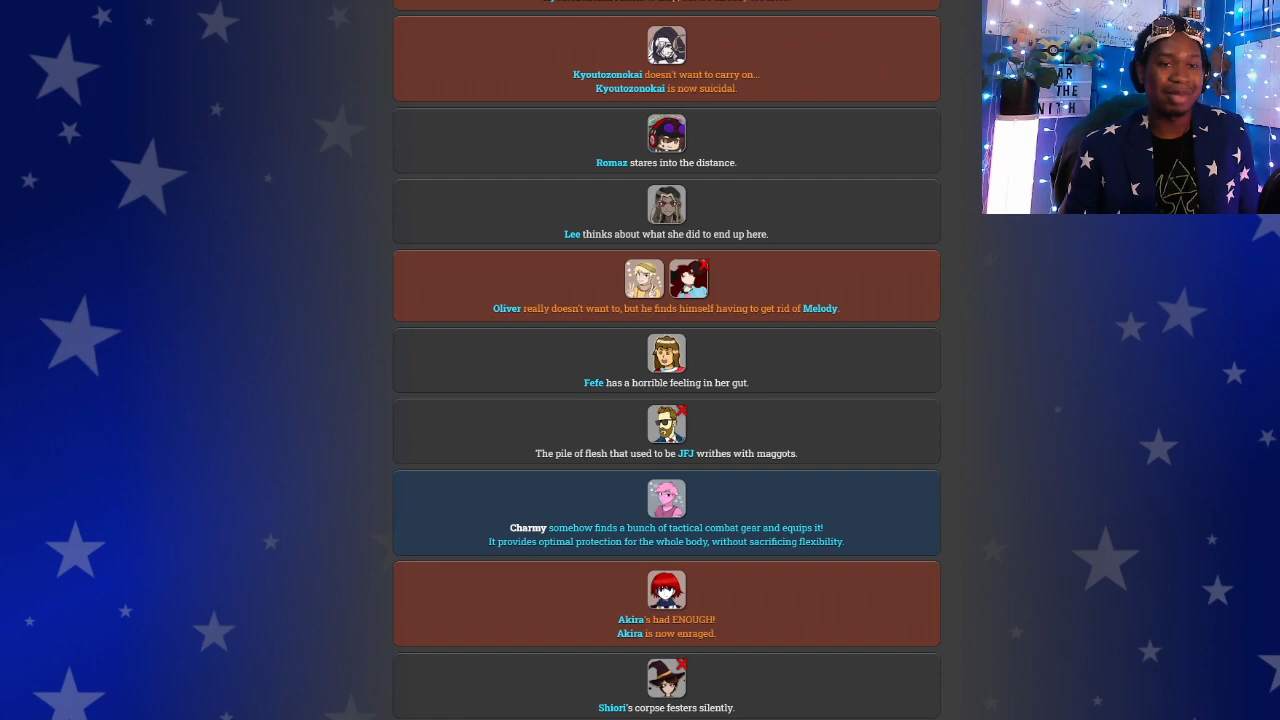 Kyoutozonokai doesn't want to carry on...
Kyoutozonokai is now suicidal.
Romaz stares into the distance.
Lee thinks about what she did to end up here.
Oliver really doesn't want to, but he finds himself having to get rid of Melody.
Fefe has a horrible feeling in her gut.
The pile of flesh that used to be JFJ writhes with maggots.
Charmy somehow finds a bunch of tactical combat gear and equips it!
It provides optimal protection for the whole body, without sacrificing flexibility.
Akira's had ENOUGH!
Akira is now enraged.
Shiori's corpse festers silently.
AR
THE
NITH